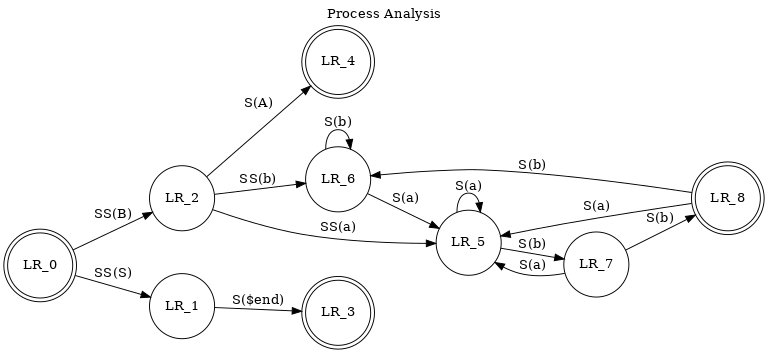 Process Analysis
LR_4
S(A)
S(b)
S(b)
LR_6
SS(b)
S(a)
S(a)
LR_2
LR_8
S(a)
S(b)
SS(B)
SS(a)
LR_5
S(b)
LR_0
S(a)
LR_7
SS(S)
S($end)
LR_1
LR_3